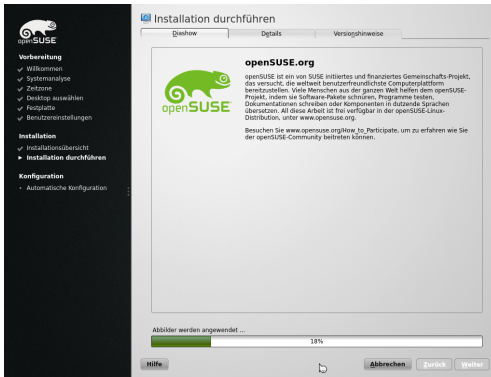 openSUSE
Vorbereitung
Willkommen
Systemanalyse
Zeitzone
Desktop auswählen
Festplatte
Benutzereinstellungen
Installation
Installationsübersicht
Installation durchführen
Konfiguration
Automatische Konfiguration
Installation durchführen
Diashow
Details
Versionshinweise
openSUSE
openSUSE.org
openSUSE ist ein von SUSE initiiertes und finanziertes Gemeinschafts-Projekt,
das versucht, die weltweit benutzerfreundlichste Computerplattform
bereitzustellen. Viele Menschen aus der ganzen Welt helfen dem openSUSE-
Projekt, indem sie Software-Pakete schnüren, Programme testen,
Dokumentationen schreiben oder Komponenten in dutzende Sprachen
übersetzen. All diese Arbeit ist frei verfügbar in der openSUSE-Linux-
Distribution, unter www.opensuse.org.
Besuchen Sie www.opensuse.org/How_to_Participate, um zu erfahren wie Sie
der openSUSE-Community beitreten können.
Abbilder werden angewendet ...
18%
Hilfe
Abbrechen
Zurück
Weiter